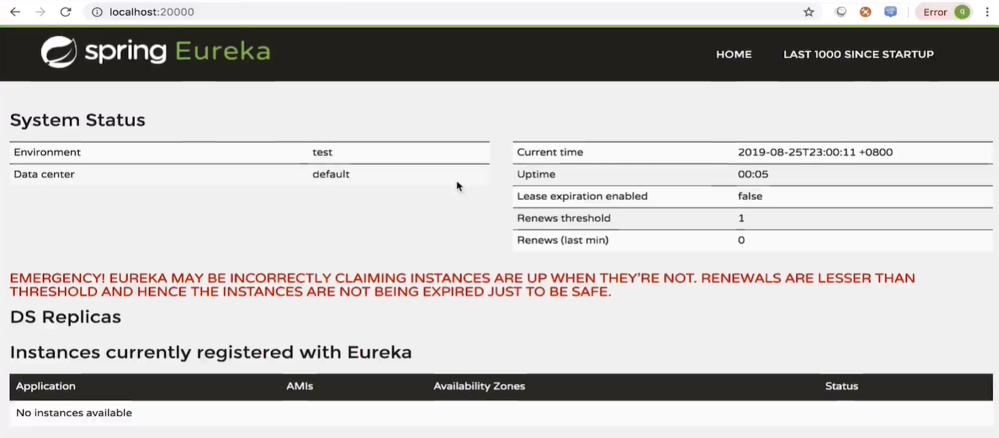 localhost:20000
Error q
spring Eureka
HOME LAST 1000 SINCE STARTUP
System Status
Environment test
Data center default
Current time 2019-08-25T23:00:11 +0800
Uptime 00:05
Lease expiration enabled false
Renews threshold 1
Renews (last min) 0
EMERGENCY! EUREKA MAY BE INCORRECTLY CLAIMING INSTANCES ARE UP WHEN THEY'RE NOT. RENEWALS ARE LESSER THAN
THRESHOLD AND HENCE THE INSTANCES ARE NOT BEING EXPIRED JUST TO BE SAFE.
DS Replicas
Instances currently registered with Eureka
Application AMIs Availability Zones Status
No instances available